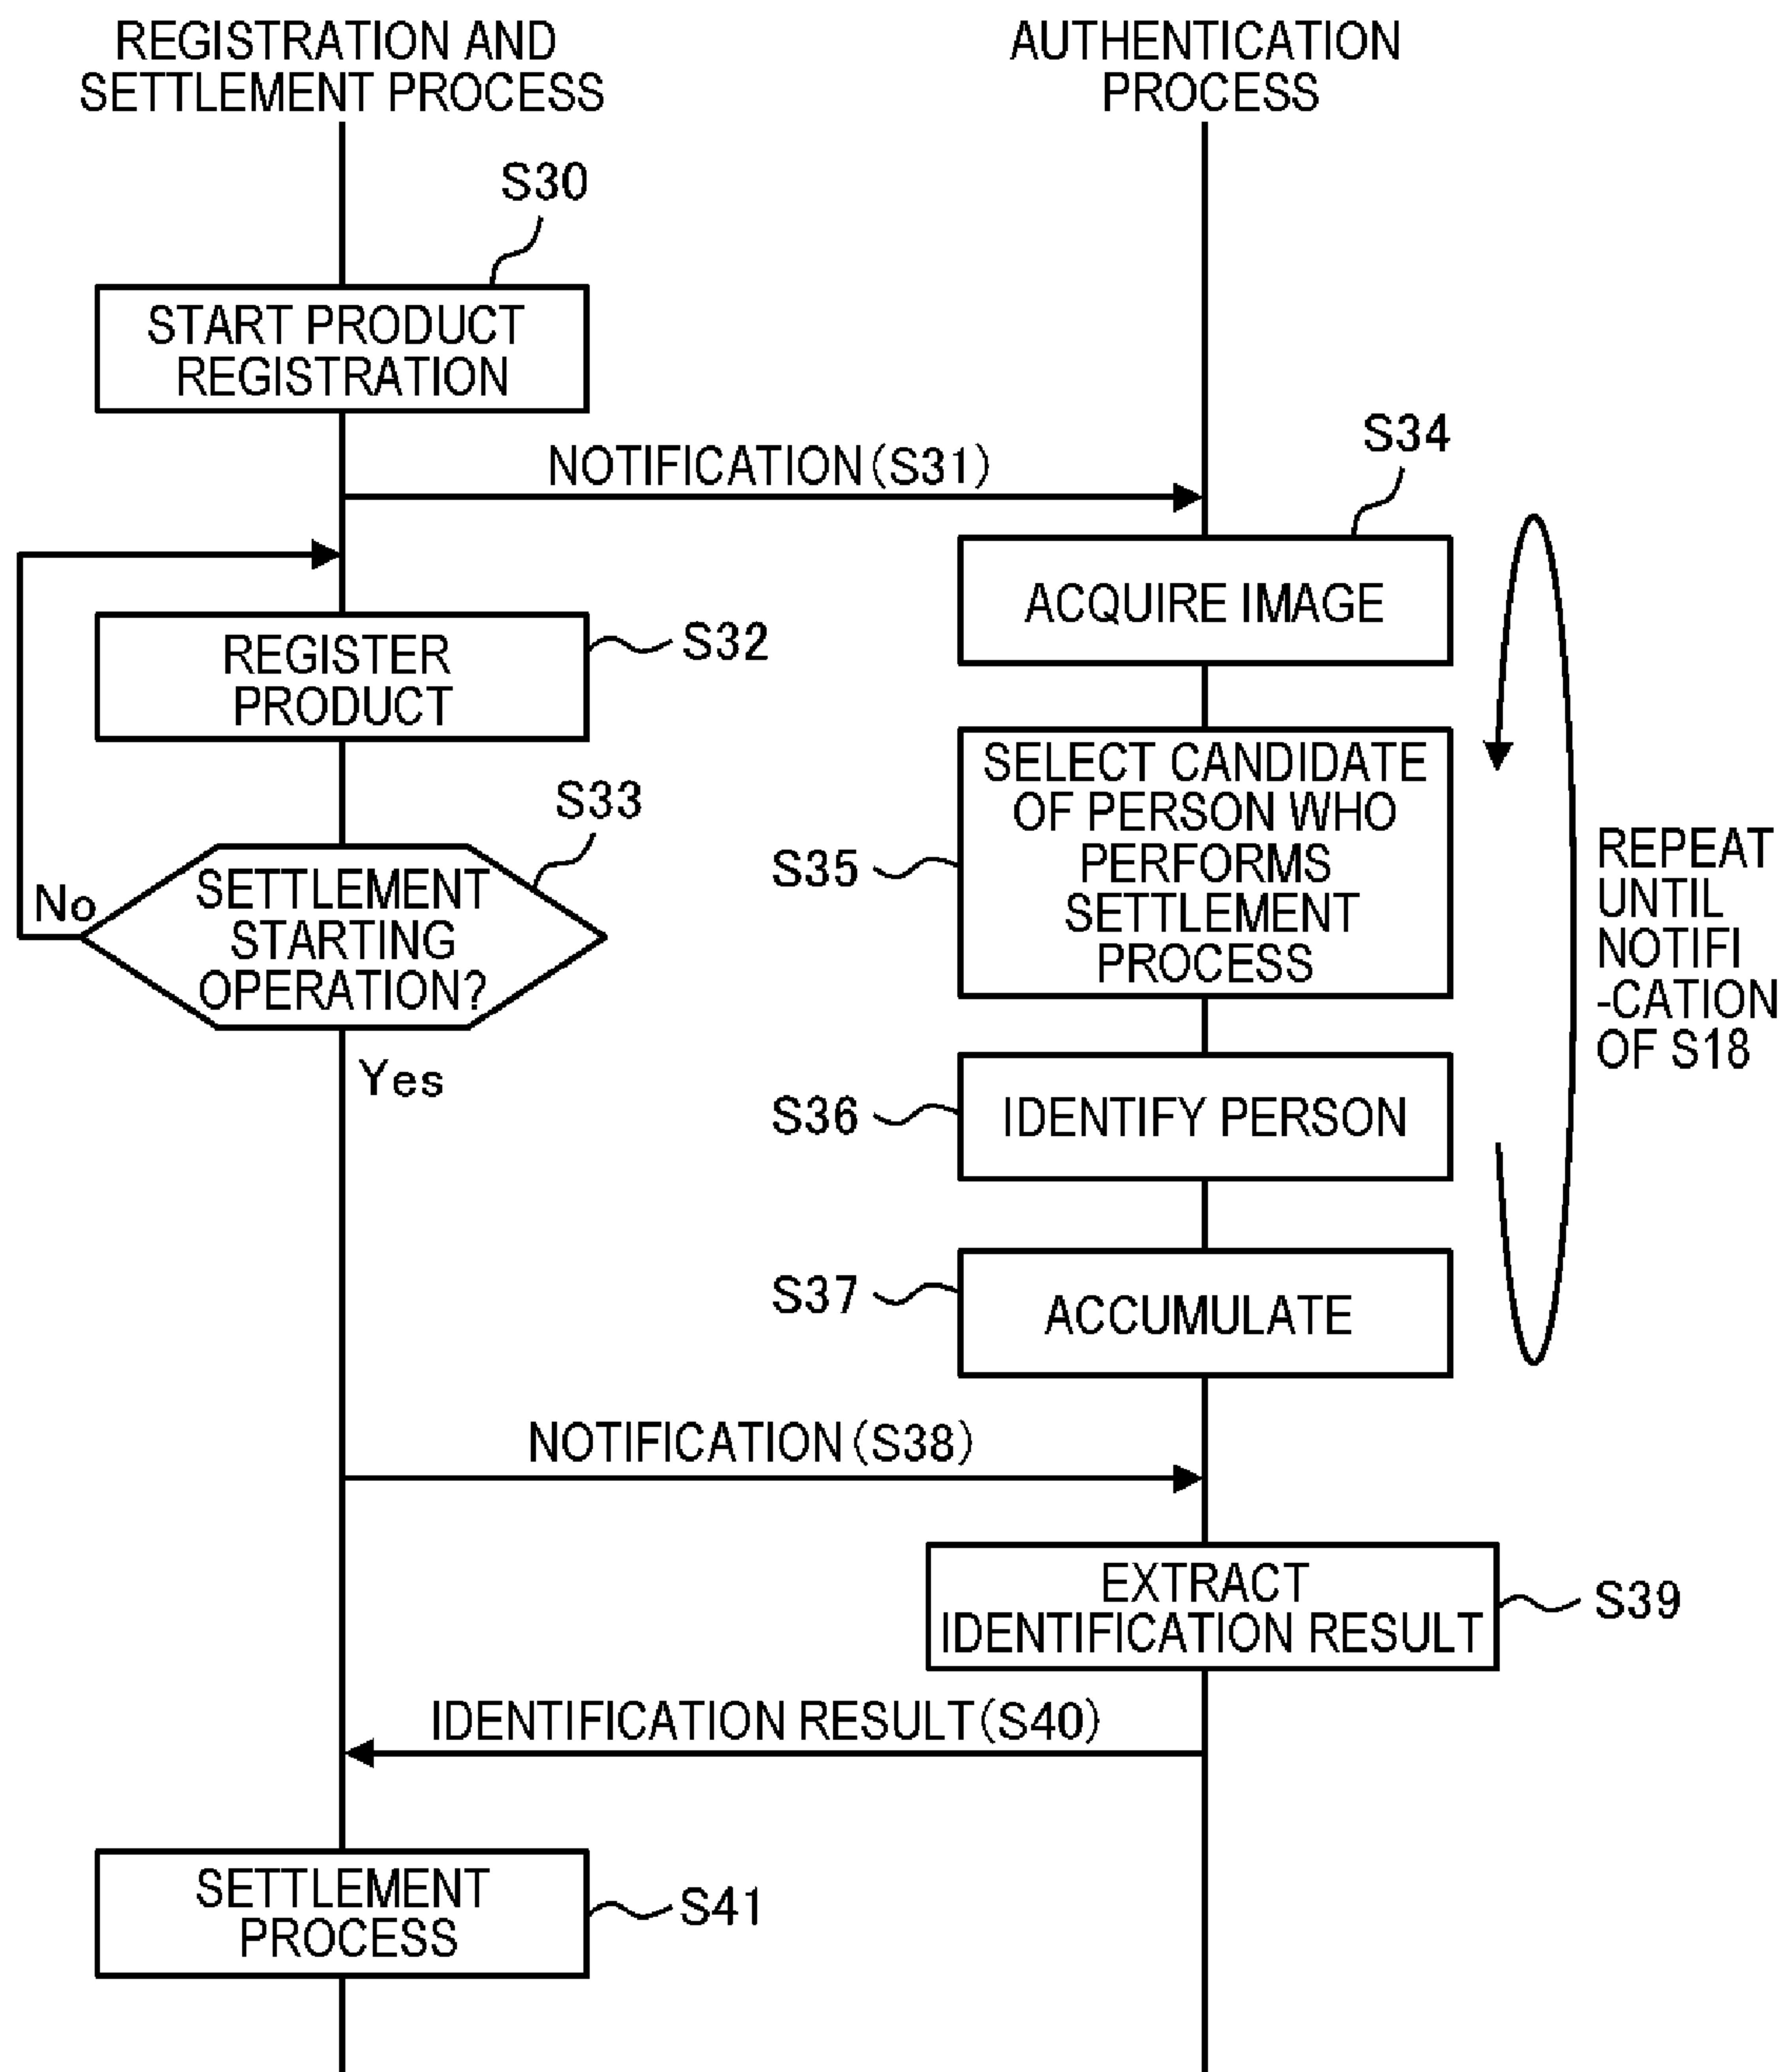 REGISTRATION AND
SETTLEMENT PROCESS
AUTHENTICATION
PROCESS
S30
START PRODUCT
REGISTRATION
NOTIFICATION(S31)
S34
ACQUIRE IMAGE
REGISTER
PRODUCT
S32
SELECT CANDIDATE
OF PERSON WHO
PERFORMS
SETTLEMENT
PROCESS
S35
S33
SETTLEMENT
STARTING
OPERATION?
No
Yes
REPEAT
UNTIL
NOTIFI
-CATION
OF S18
S36
IDENTIFY PERSON
S37
ACCUMULATE
NOTIFICATION(S38)
EXTRACT
IDENTIFICATION RESULT
S39
IDENTIFICATION RESULT(S40)
SETTLEMENT
PROCESS
S41